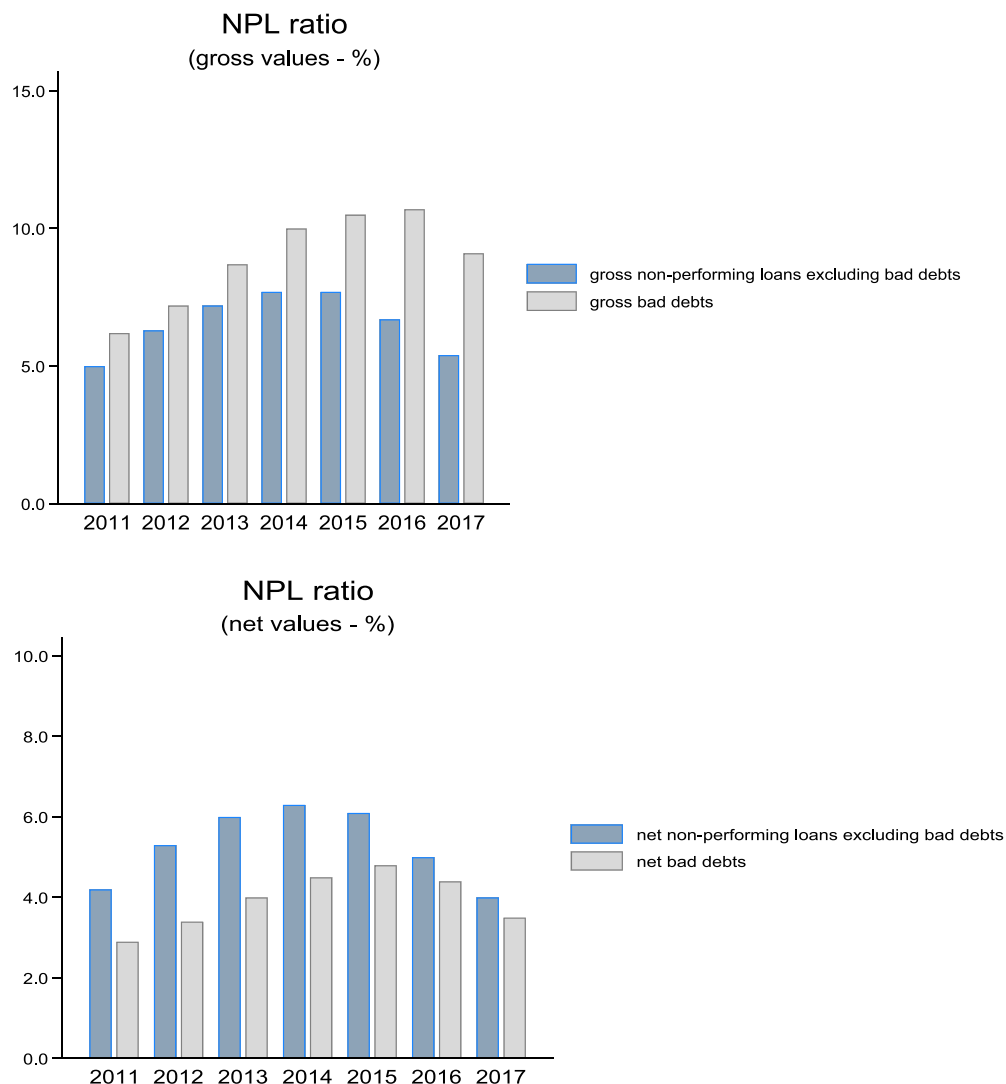 NPL ratio
(gross values - %)
15.0
10.0
5.0
0.0
2011 2012 2013 2014 2015 2016 2017
gross non-performing loans excluding bad debts
gross bad debts
NPL ratio
(net values - %)
10.0
8.0
6.0
4.0
2.0
0.0
2011 2012 2013 2014 2015 2016 2017
net non-performing loans excluding bad debts
net bad debts